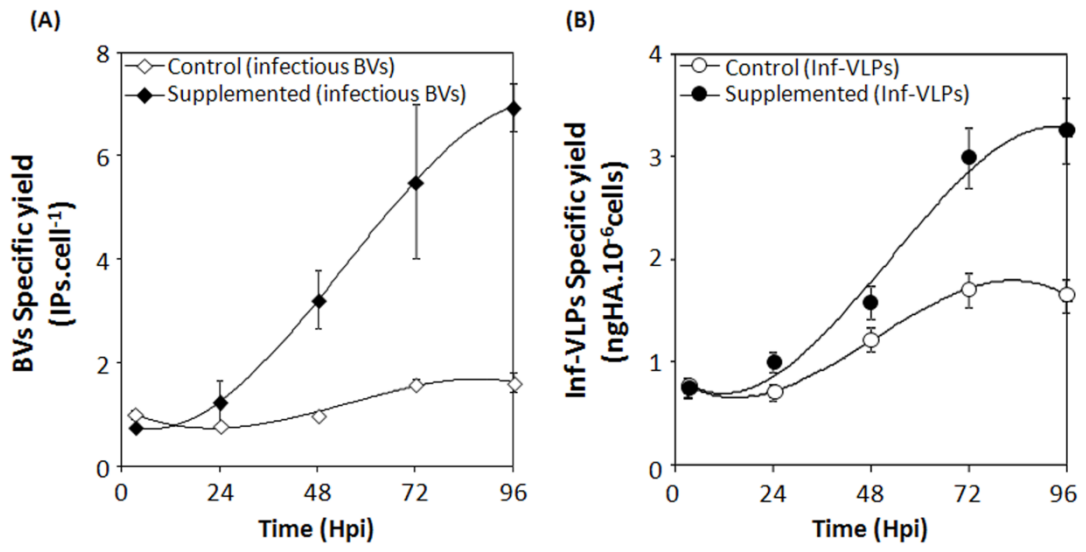 (A)
BVs Specific yield
(IPs.cell⁻¹)
8
6
4
2
0
Control (infectious BVs)
Supplemented (infectious BVs)
0 24 48 72 96
Time (Hpi)
(B)
Inf-VLPs Specific yield
(ngHA.10⁻⁶cells)
4
3
2
1
0
Control (Inf-VLPs)
Supplemented (Inf-VLPs)
0 24 48 72 96
Time (Hpi)